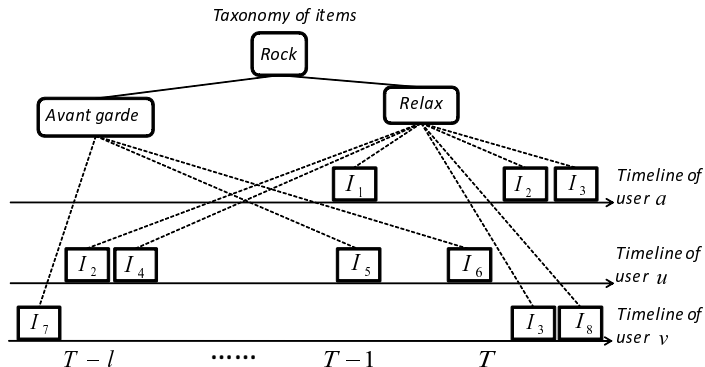 Taxonomy of items
Rock
Avant garde
Relax
I1 I2 I3 Timeline of user a
I2 I4 I5 I6 Timeline of user u
I7 I3 I8 Timeline of user v
T − l ...... T − 1 T